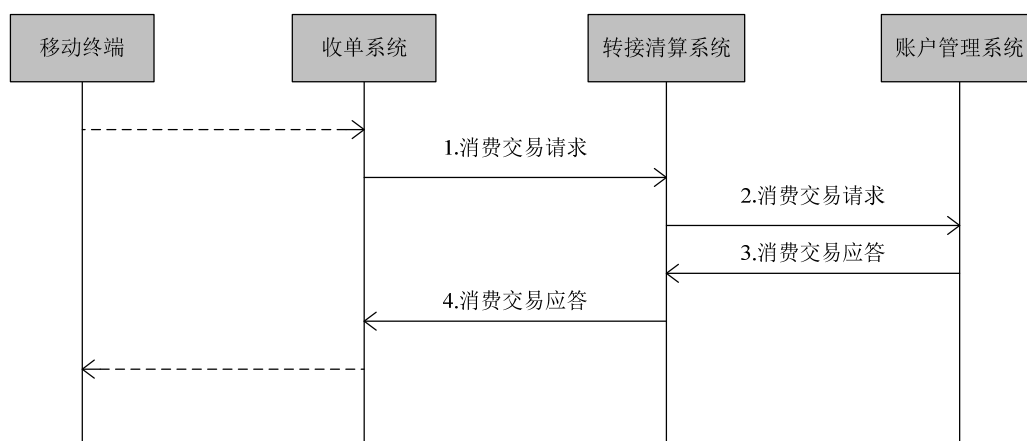 移动终端
收单系统
转接清算系统
账户管理系统
1.消费交易请求
2.消费交易请求
3.消费交易应答
4.消费交易应答